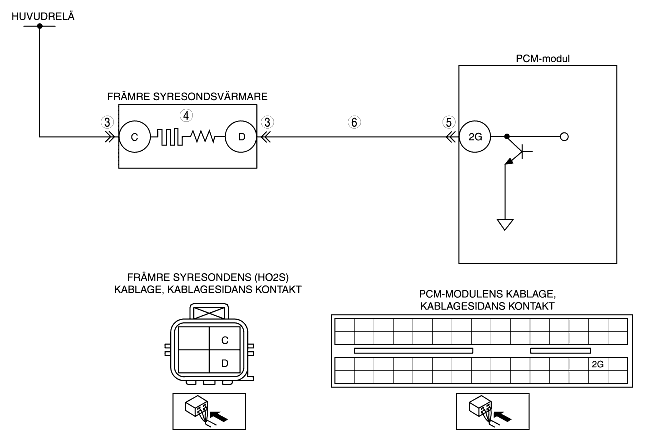 HUVUDRELÄ
PCM-modul
FRÄMRE SYRESONDSVÄRMARE
3
C
4
D
3
6
5
2G
FRÄMRE SYRESONDENS (HO2S)
KABLAGE, KABLAGESIDANS KONTAKT
C
D
PCM-MODULENS KABLAGE,
KABLAGESIDANS KONTAKT
2G